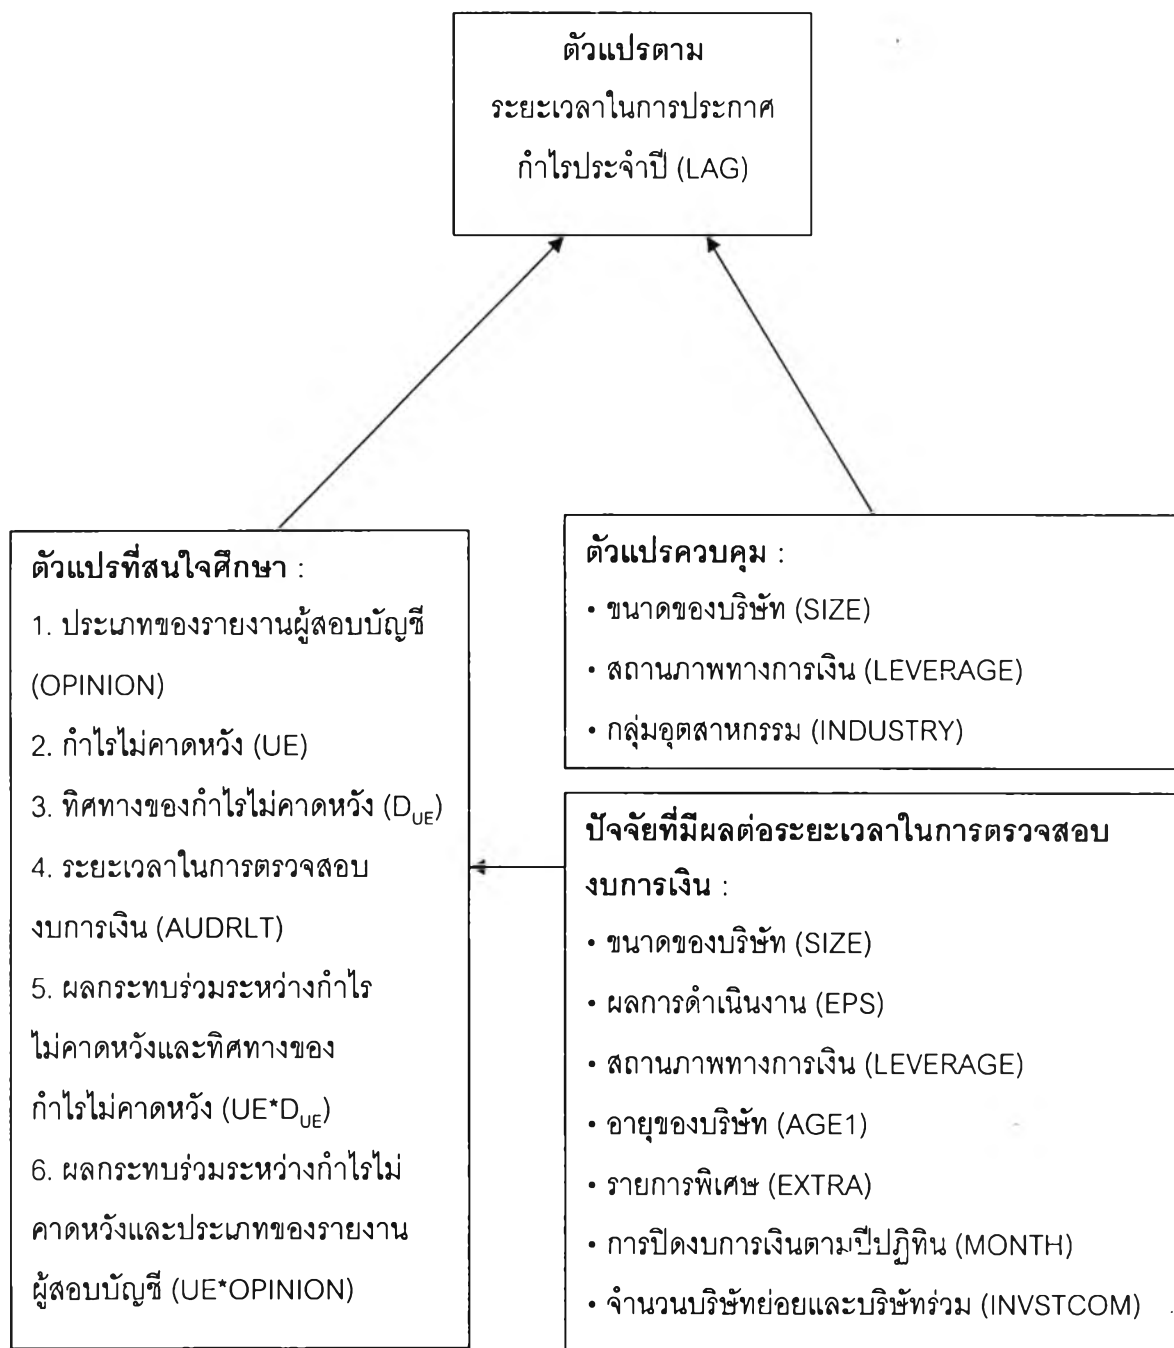 ตัวแปรตาม
ระยะเวลาในการประกาศ
กำไรประจำปี (LAG)
ตัวแปรที่สนใจศึกษา :
1. ประเภทของรายงานผู้สอบบัญชี
(OPINION)
2. กำไรไม่คาดหวัง (UE)
3. ทิศทางของกำไรไม่คาดหวัง (D_UE)
4. ระยะเวลาในการตรวจสอบ
งบการเงิน (AUDRLT)
5. ผลกระทบร่วมระหว่างกำไร
ไม่คาดหวังและทิศทางของ
กำไรไม่คาดหวัง (UE*D_UE)
6. ผลกระทบร่วมระหว่างกำไรไม่
คาดหวังและประเภทของรายงาน
ผู้สอบบัญชี (UE*OPINION)
ตัวแปรควบคุม :
• ขนาดของบริษัท (SIZE)
• สถานภาพทางการเงิน (LEVERAGE)
• กลุ่มอุตสาหกรรม (INDUSTRY)
ปัจจัยที่มีผลต่อระยะเวลาในการตรวจสอบ
งบการเงิน :
• ขนาดของบริษัท (SIZE)
• ผลการดำเนินงาน (EPS)
• สถานภาพทางการเงิน (LEVERAGE)
• อายุของบริษัท (AGE1)
• รายการพิเศษ (EXTRA)
• การปิดงบการเงินตามปีปฏิทิน (MONTH)
• จำนวนบริษัทย่อยและบริษัทร่วม (INVSTCOM)